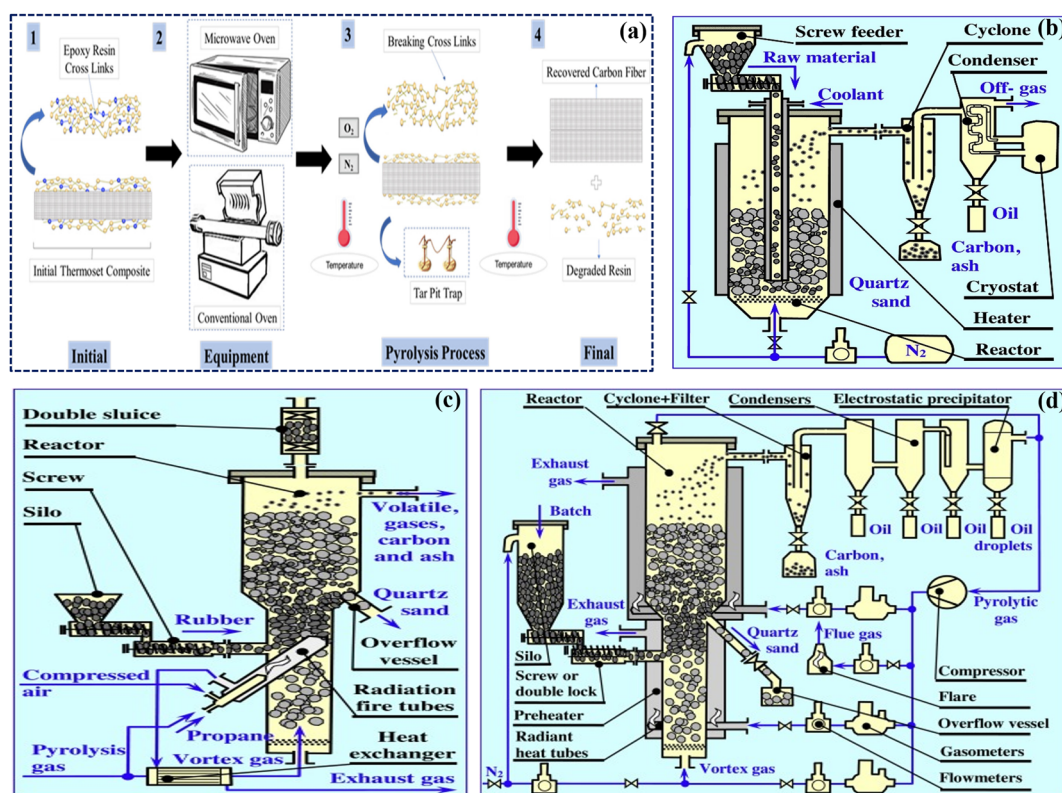 (a)
1
2
3
4
Epoxy Resin
Cross Links
Initial Thermoset Composite
Initial
Microwave Oven
Conventional Oven
Equipment
Breaking Cross Links
O2
N2
Temperature
Tar Pit Trap
Pyrolysis Process
Temperature
Recovered Carbon Fiber
Degraded Resin
Final
(b)
Screw feeder
Raw material
Coolant
Cyclone
Condenser
Off- gas
Oil
Carbon,
ash
Quartz
sand
Cryostat
Heater
Reactor
N2
(c)
Double sluice
Reactor
Screw
Silo
Volatile,
gases,
carbon
and ash
Quartz
sand
Rubber
Overflow
vessel
Compressed
air
Radiation
fire tubes
Propane
Pyrolysis
gas
Heat
exchanger
Vortex gas
Exhaust gas
(d)
Reactor
Cyclone+Filter
Condensers
Electrostatic precipitator
Exhaust
gas
Batch
Oil
Oil
Oil
Oil
droplets
Carbon,
ash
Exhaust
gas
Pyrolytic
gas
Flue gas
Quartz
sand
Silo
Screw or
double lock
Compressor
Flare
Preheater
Overflow vessel
Radiant
heat tubes
Gasometers
N2
Vortex gas
Flowmeters